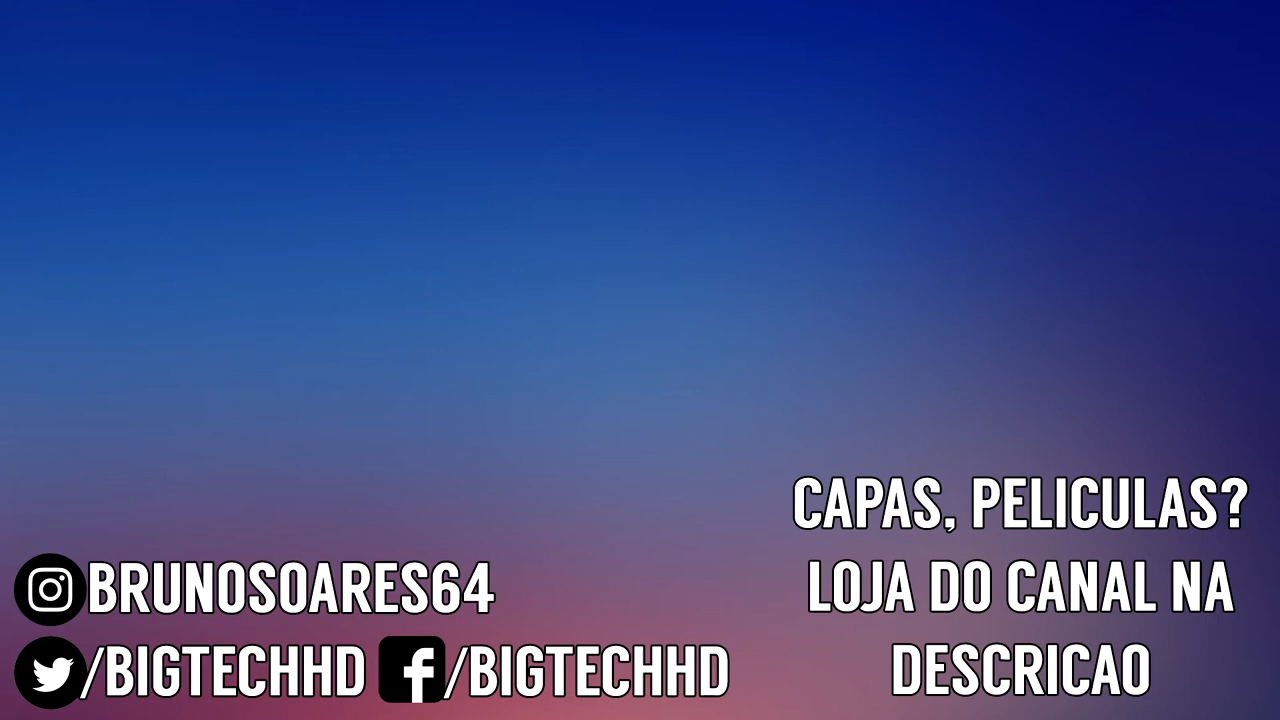 CAPAS, PELICULAS?
LOJA DO CANAL NA
DESCRICAO
BRUNOSOARES64
/BIGTECHHD /BIGTECHHD